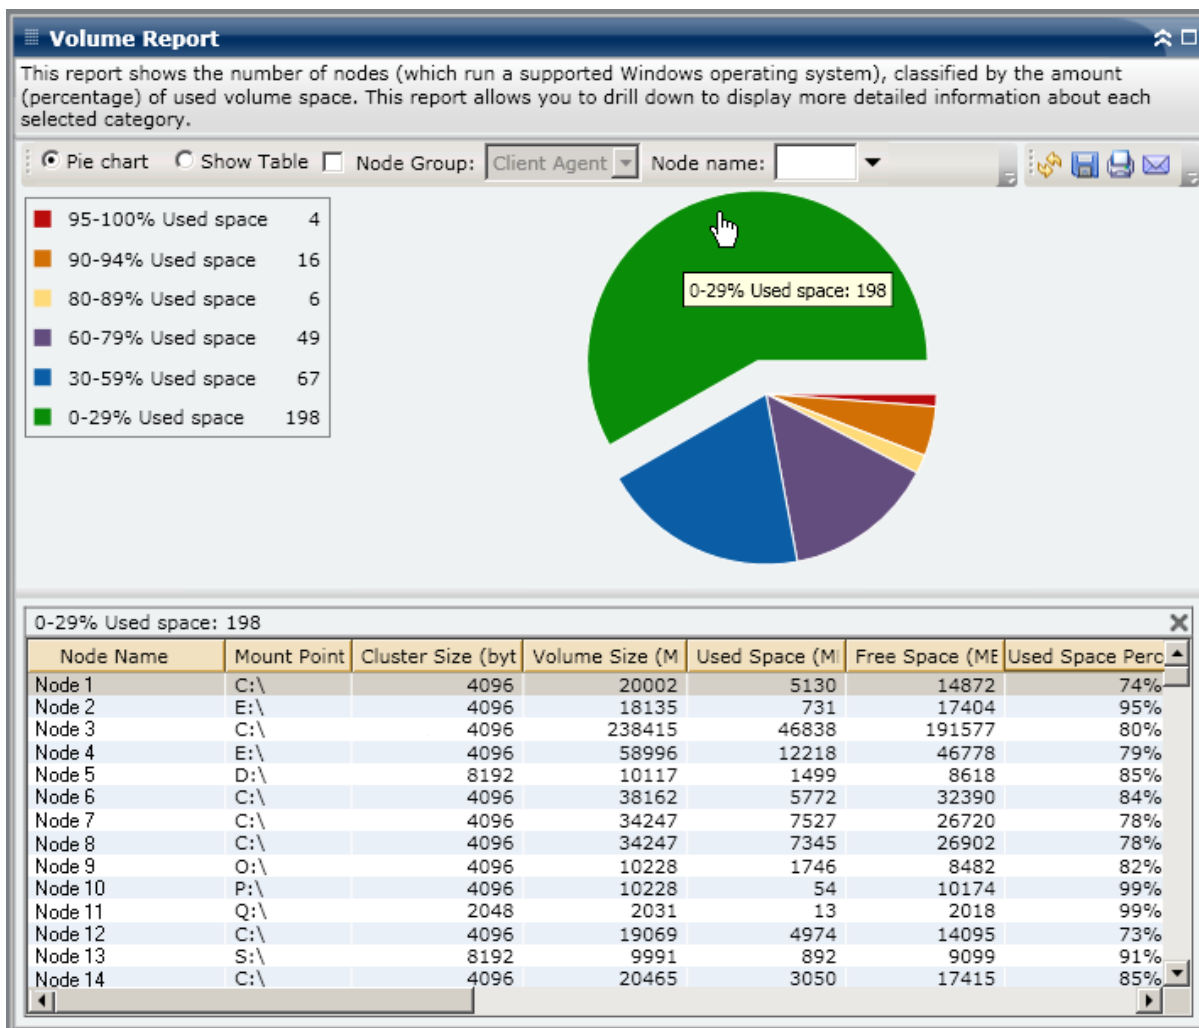 Volume Report
This report shows the number of nodes (which run a supported Windows operating system), classified by the amount
(percentage) of used volume space. This report allows you to drill down to display more detailed information about each
selected category.
Pie chart Show Table Node Group: Client Agent Node name:
95-100% Used space 4
90-94% Used space 16
80-89% Used space 6
60-79% Used space 49
30-59% Used space 67
0-29% Used space 198
0-29% Used space: 198
0-29% Used space: 198
Node Name Mount Point Cluster Size (byt Volume Size (M Used Space (M Free Space (ME Used Space Perc
Node 1 C:\ 4096 20002 5130 14872 74%
Node 2 E:\ 4096 18135 731 17404 95%
Node 3 C:\ 4096 238415 46838 191577 80%
Node 4 E:\ 4096 58996 12218 46778 79%
Node 5 D:\ 8192 10117 1499 8618 85%
Node 6 C:\ 4096 38162 5772 32390 84%
Node 7 C:\ 4096 34247 7527 26720 78%
Node 8 C:\ 4096 34247 7345 26902 78%
Node 9 O:\ 4096 10228 1746 8482 82%
Node 10 P:\ 4096 10228 54 10174 99%
Node 11 Q:\ 2048 2031 13 2018 99%
Node 12 C:\ 4096 19069 4974 14095 73%
Node 13 S:\ 8192 9991 892 9099 91%
Node 14 C:\ 4096 20465 3050 17415 85%